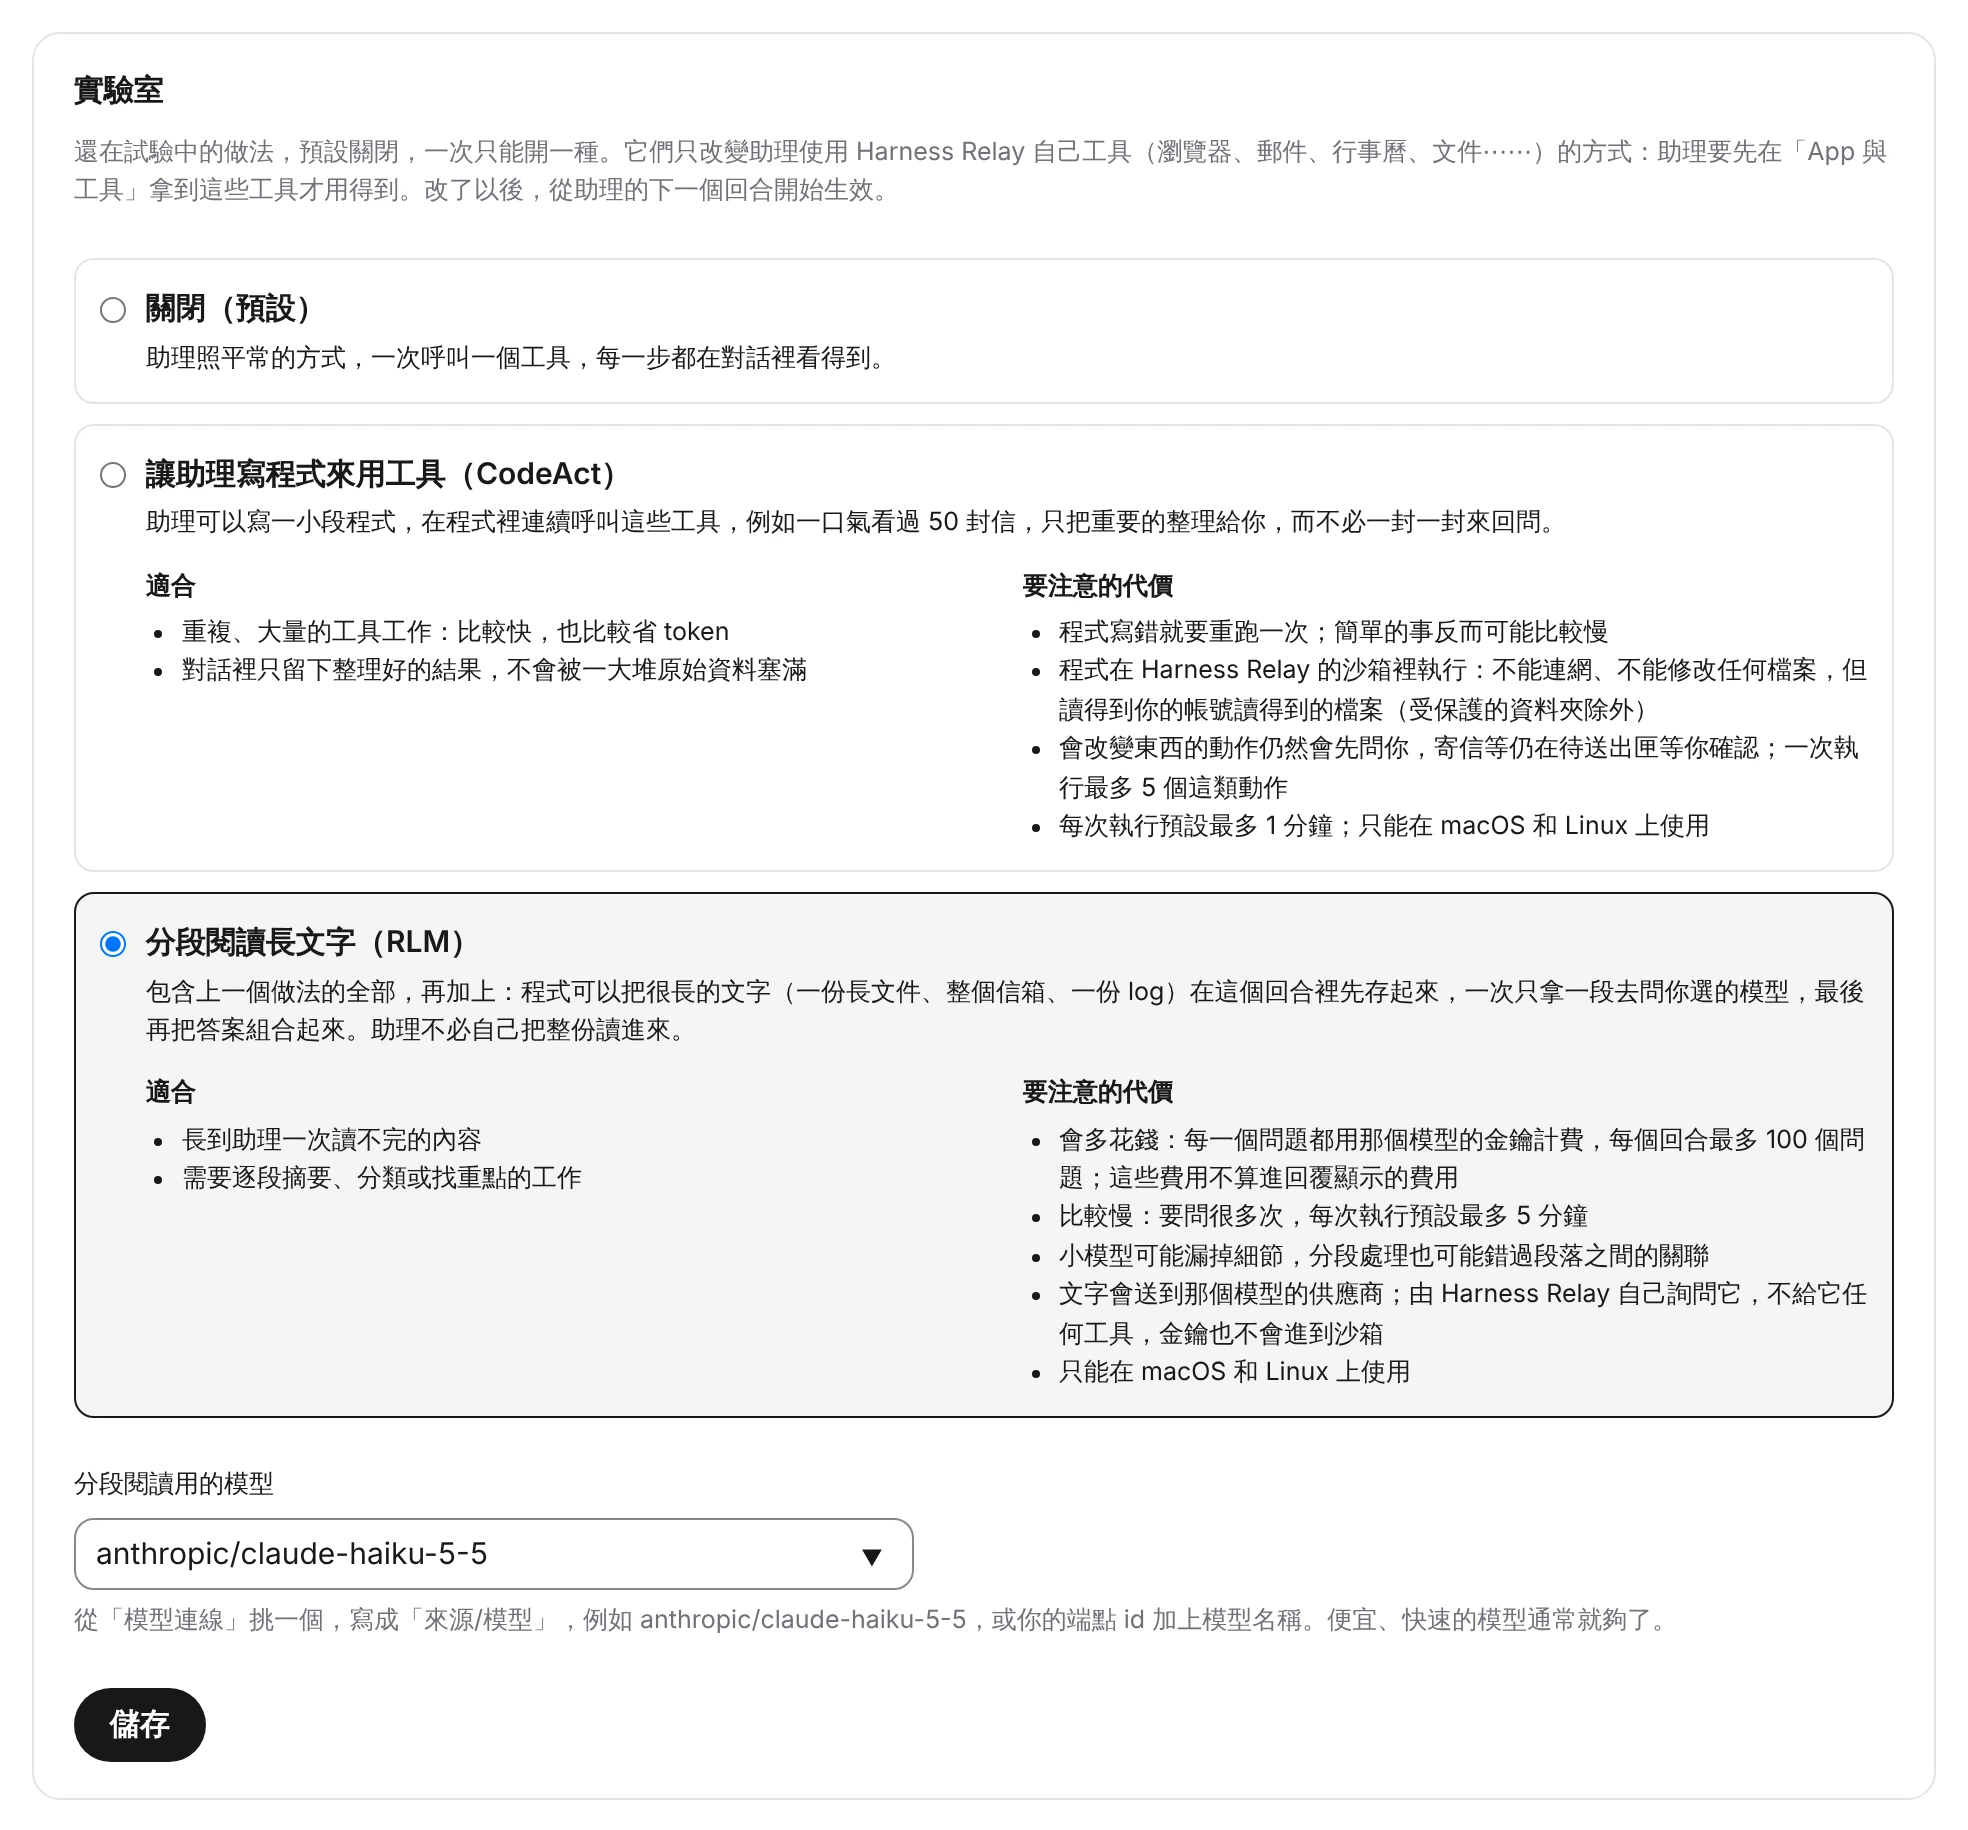 實驗室
還在試驗中的做法，預設關閉，一次只能開一種。它們只改變助理使用 Harness Relay 自己工具（瀏覽器、郵件、行事曆、文件⋯⋯）的方式：助理要先在「App 與
工具」拿到這些工具才用得到。改了以後，從助理的下一個回合開始生效。
關閉（預設）
助理照平常的方式，一次呼叫一個工具，每一步都在對話裡看得到。
讓助理寫程式來用工具（CodeAct）
助理可以寫一小段程式，在程式裡連續呼叫這些工具，例如一口氣看過 50 封信，只把重要的整理給你，而不必一封一封來回問。
適合
• 重複、大量的工具工作：比較快，也比較省 token
• 對話裡只留下整理好的結果，不會被一大堆原始資料塞滿
要注意的代價
• 程式寫錯就要重跑一次；簡單的事反而可能比較慢
• 程式在 Harness Relay 的沙箱裡執行：不能連網、不能修改任何檔案，但
讀得到你的帳號讀得到的檔案（受保護的資料夾除外）
• 會改變東西的動作仍然會先問你，寄信等仍在待送出匣等你確認；一次執
行最多 5 個這類動作
• 每次執行預設最多 1 分鐘；只能在 macOS 和 Linux 上使用
分段閱讀長文字（RLM）
包含上一個做法的全部，再加上：程式可以把很長的文字（一份長文件、整個信箱、一份 log）在這個回合裡先存起來，一次只拿一段去問你選的模型，最後
再把答案組合起來。助理不必自己把整份讀進來。
適合
• 長到助理一次讀不完的內容
• 需要逐段摘要、分類或找重點的工作
要注意的代價
• 會多花錢：每一個問題都用那個模型的金鑰計費，每個回合最多 100 個問
題；這些費用不算進回覆顯示的費用
• 比較慢：要問很多次，每次執行預設最多 5 分鐘
• 小模型可能漏掉細節，分段處理也可能錯過段落之間的關聯
• 文字會送到那個模型的供應商；由 Harness Relay 自己詢問它，不給它任
何工具，金鑰也不會進到沙箱
• 只能在 macOS 和 Linux 上使用
分段閱讀用的模型
anthropic/claude-haiku-5-5
從「模型連線」挑一個，寫成「來源/模型」，例如 anthropic/claude-haiku-5-5，或你的端點 id 加上模型名稱。便宜、快速的模型通常就夠了。
儲存